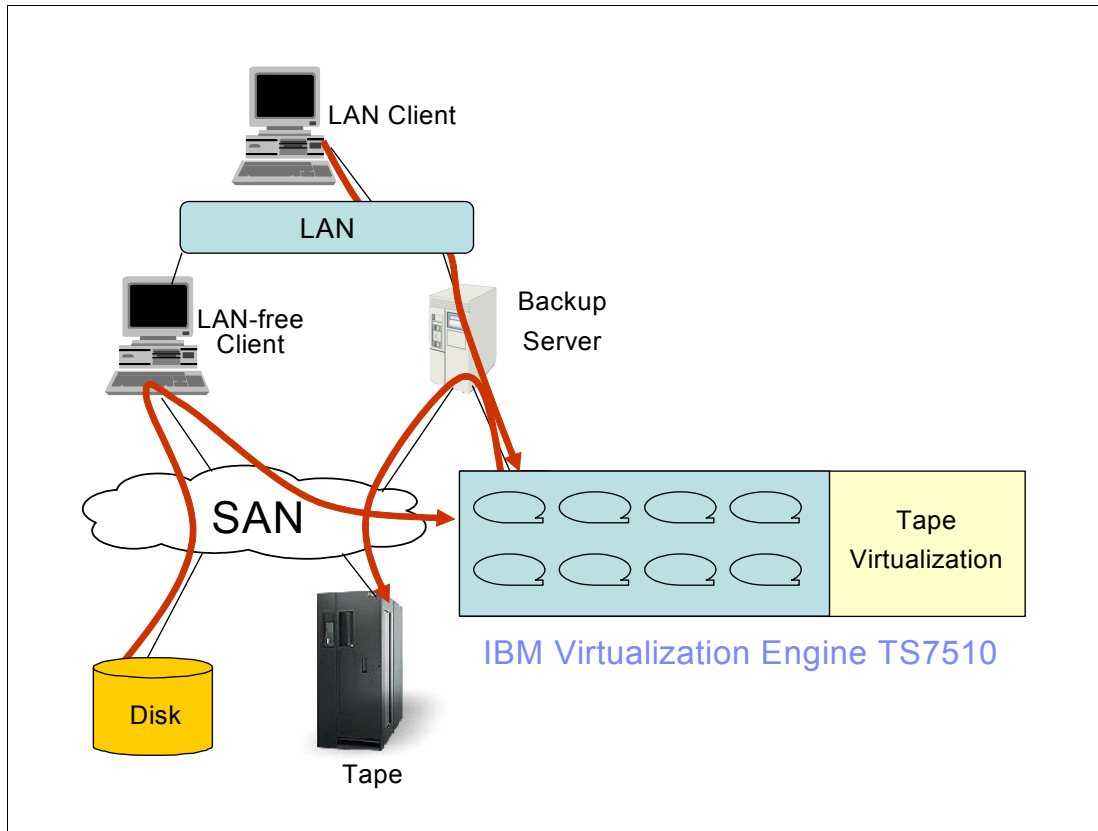 LAN Client
LAN
LAN-free
Client
Backup
Server
SAN
Tape
Virtualization
IBM Virtualization Engine TS7510
Disk
Tape